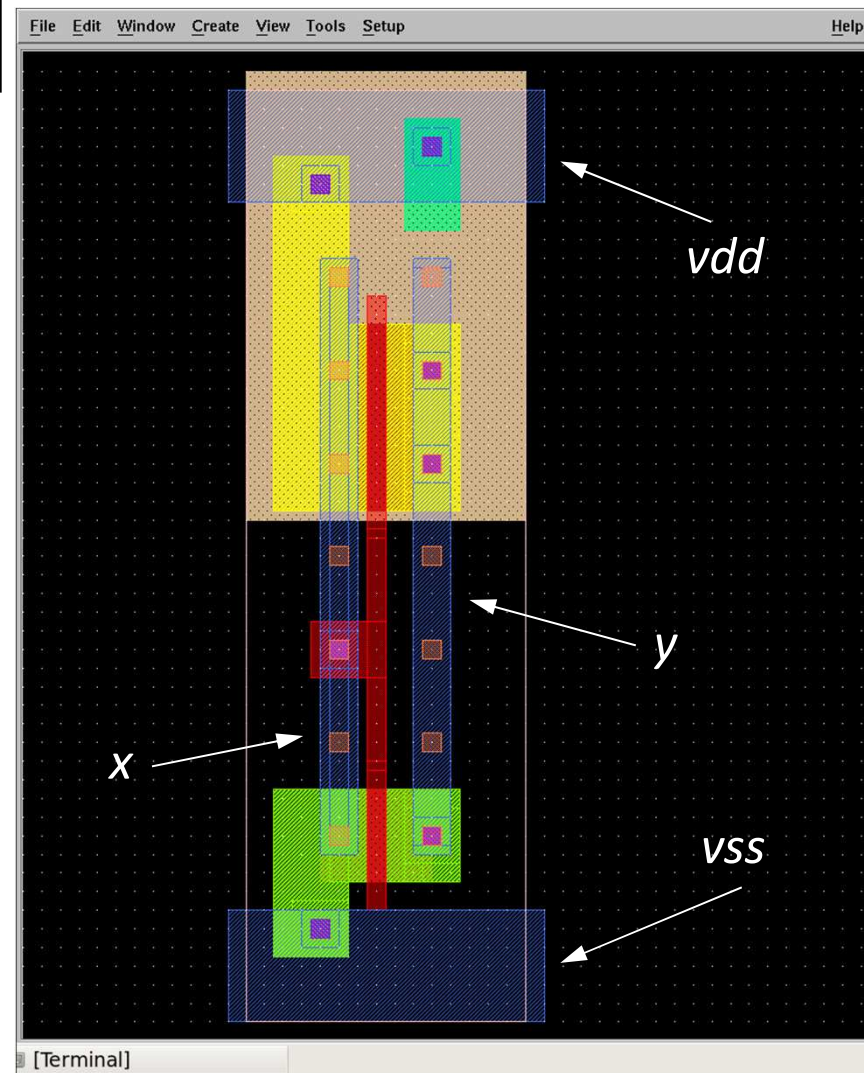 File Edit Window Create View Tools Setup Help
vdd
y
x
vss
[Terminal]